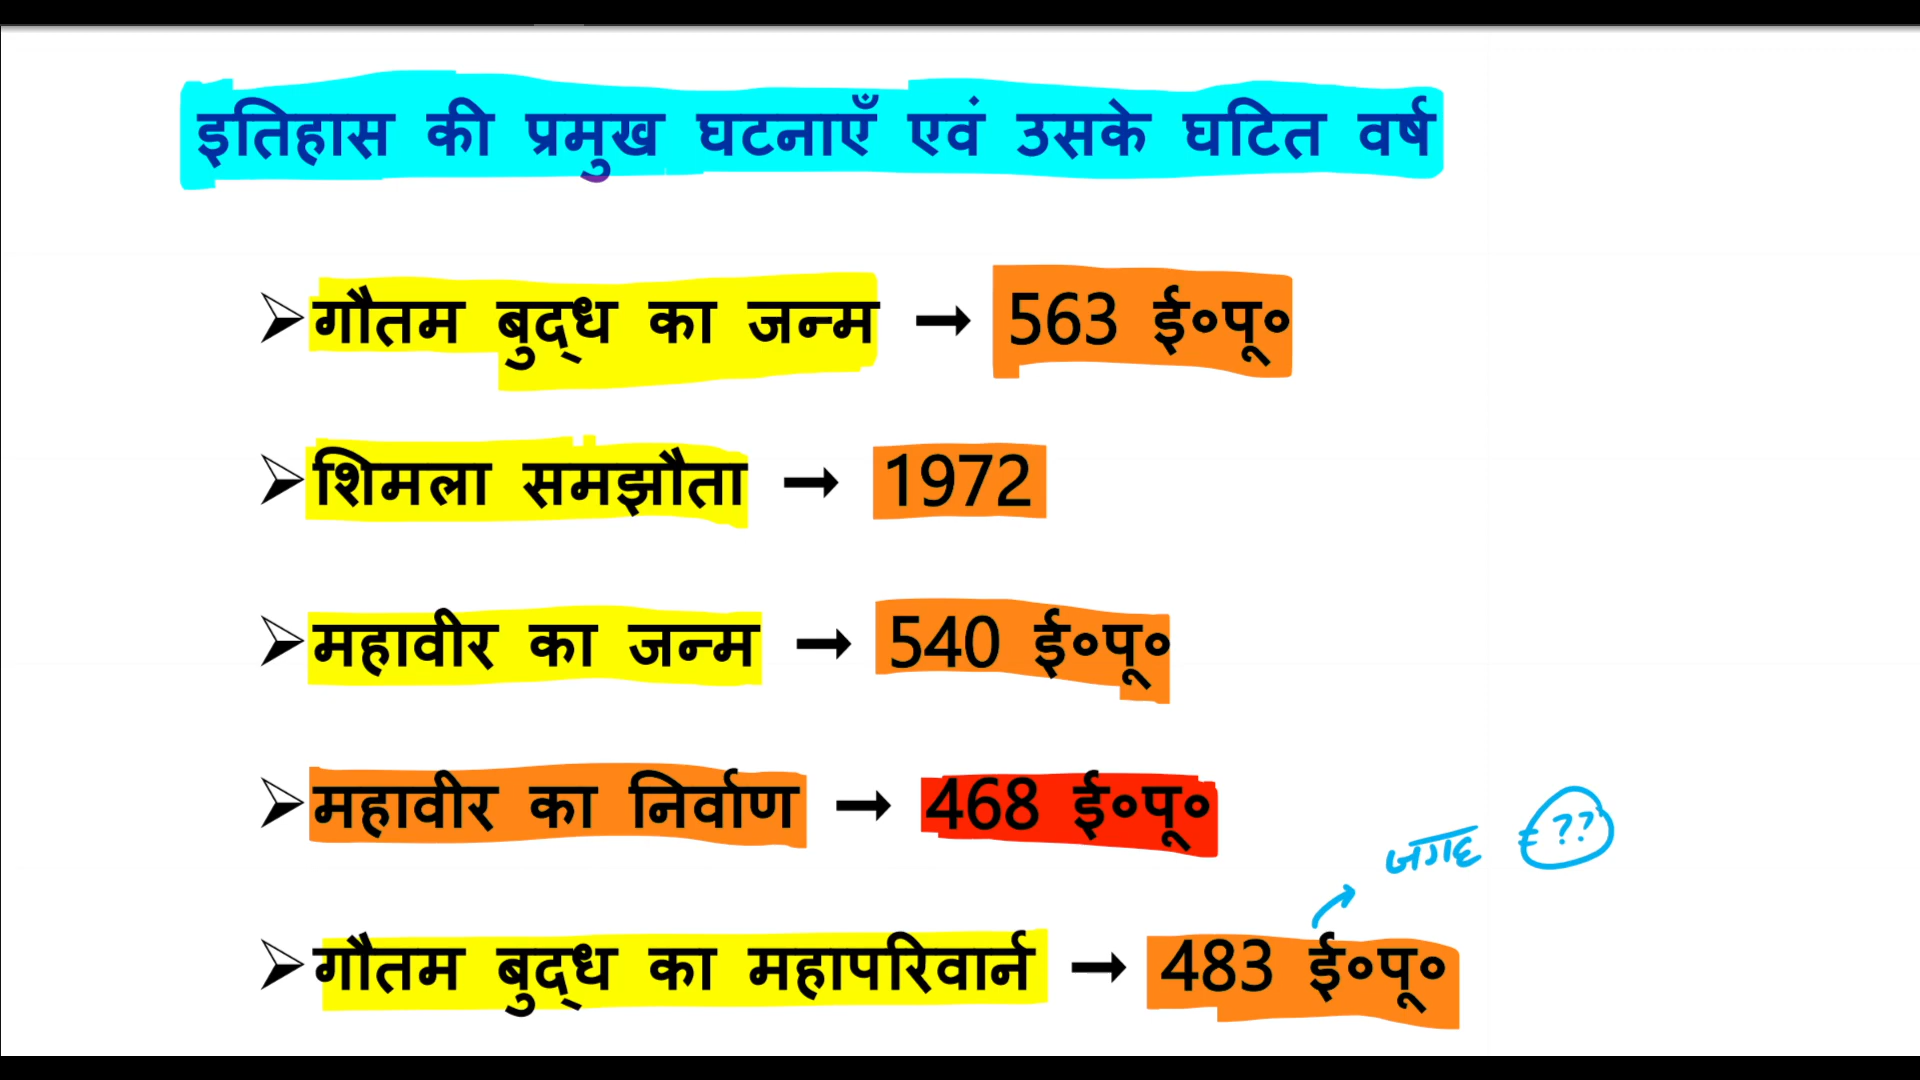 इतिहास की प्रमुख घटनाएँ एवं उसके घटित वर्ष
➢गौतम बुद्ध का जन्म → 563 ई०पू०
➢शिमला समझौता → 1972
➢महावीर का जन्म → 540 ई०पू०
➢महावीर का निर्वाण → 468 ई०पू०
जगह = ??
➢गौतम बुद्ध का महापरिवार्न → 483 ई०पू०